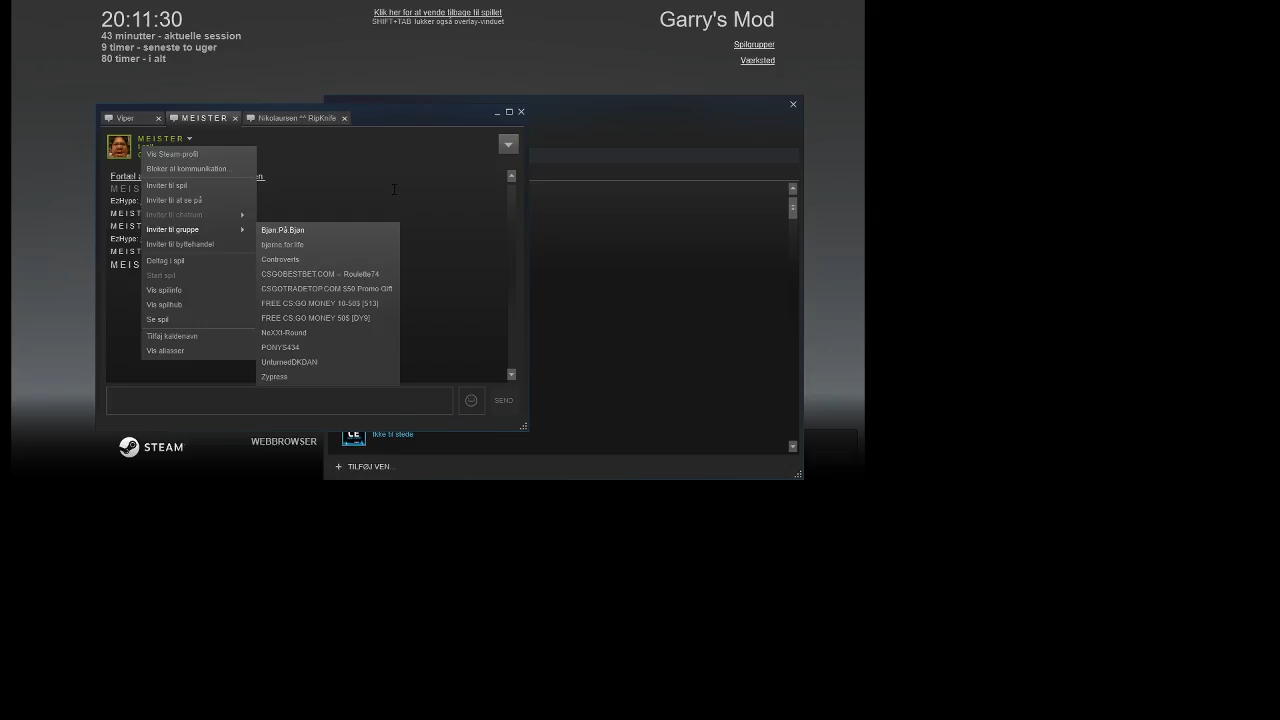 20:11:30
43 minutter - aktuelle session
9 timer - seneste to uger
80 timer - i alt
Klik her for at vende tilbage til spillet
SHIFT+TAB lukker også overlay-vinduet
Garry's Mod
Spilgrupper
Værksted
Viper
M E I S T E R
Nikolaursen ^^ RipKnife
M E I S T E R
Vis Steam-profil
Bloker al kommunikation...
Inviter til spil
Inviter til at se på
Inviter til chatrum
Inviter til gruppe
Inviter til byttehandel
Deltag i spil
Start spil
Vis spilinfo
Vis spilhub
Se spil
Tilføj kaldenavn
Vis aliasser
EzHype:
EzHype:
Bjøn.På.Bjøn
bjørne for life
Controverts
CSGOBESTBET.COM – Roulette74
CSGOTRADETOP.COM $50 Promo Gift
FREE CS:GO MONEY 10-50$ [513]
FREE CS:GO MONEY 50$ [DY9]
NeXXt-Round
PONYS434
UnturnedDKDAN
Zypress
SEND
STEAM
WEBBROWSER
Ikke til stede
+ TILFØJ VEN...